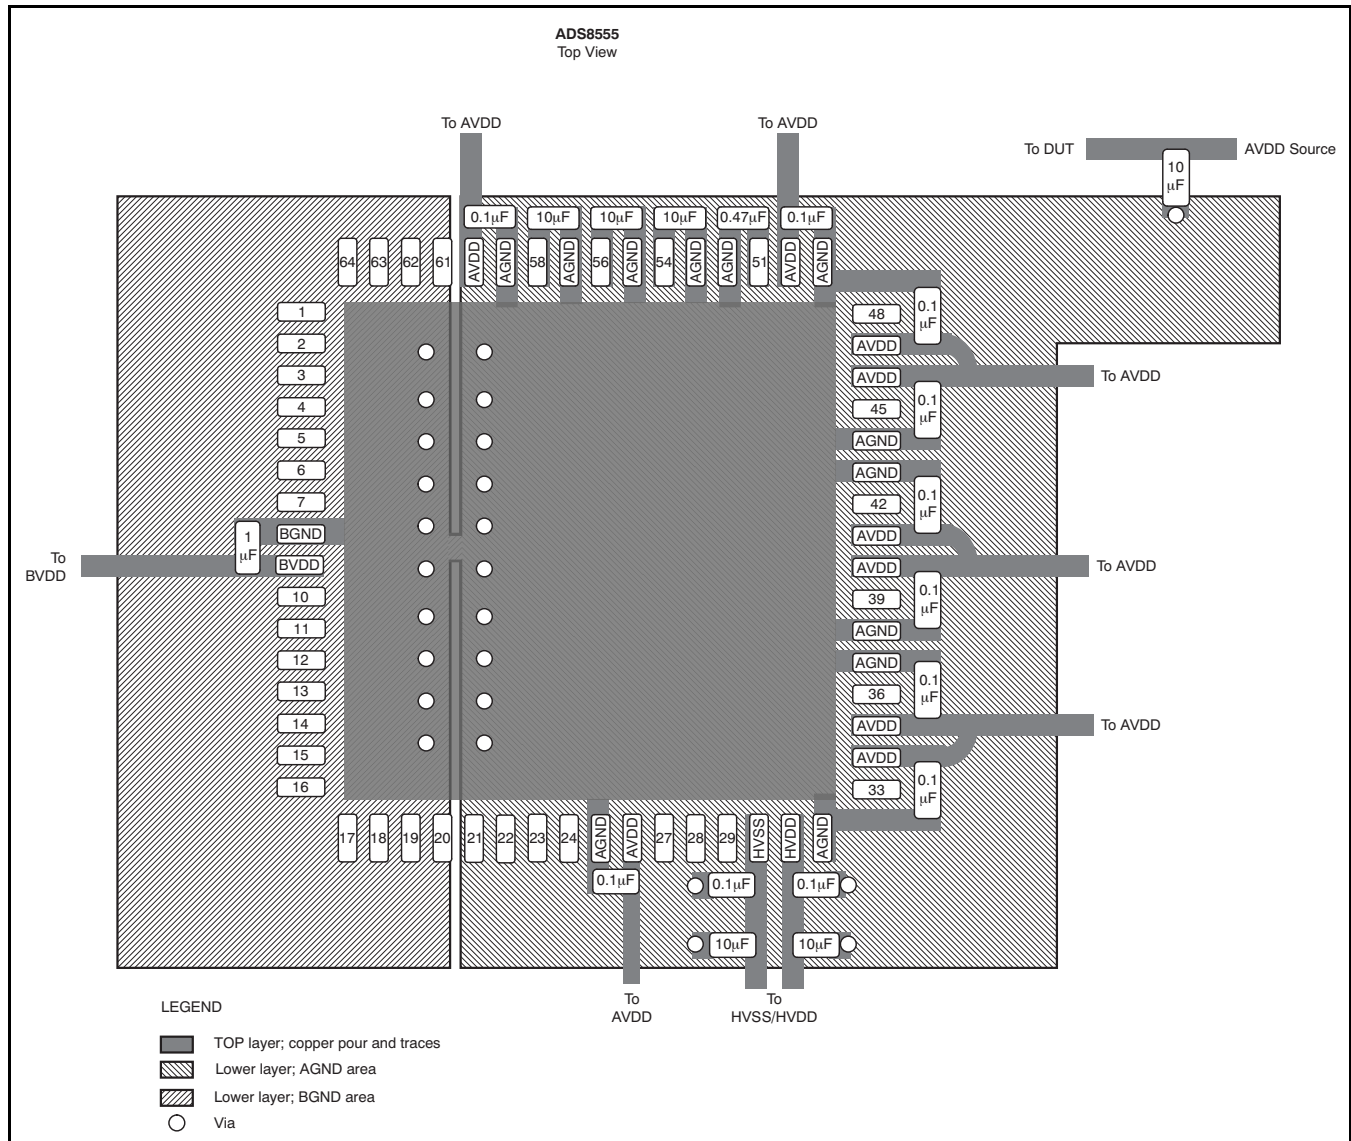 ADS8555
Top View
To AVDD
To AVDD
To DUT
AVDD Source
10
µF
0.1µF
10µF
10µF
10µF
0.47µF
0.1µF
64
63
62
61
AVDD
AGND
58
AGND
56
AGND
54
AGND
AGND
51
AVDD
AGND
1
2
3
4
5
6
7
BGND
BVDD
10
11
12
13
14
15
16
1
µF
To
BVDD
48
AVDD
AVDD
45
AGND
AGND
42
AVDD
AVDD
39
AGND
AGND
36
AVDD
AVDD
33
0.1
µF
0.1
µF
0.1
µF
0.1
µF
0.1
µF
0.1
µF
To AVDD
To AVDD
To AVDD
17
18
19
20
21
22
23
24
AGND
AVDD
27
28
29
HVSS
HVDD
AGND
0.1µF
0.1µF
0.1µF
10µF
10µF
To
AVDD
To
HVSS/HVDD
LEGEND
TOP layer; copper pour and traces
Lower layer; AGND area
Lower layer; BGND area
Via